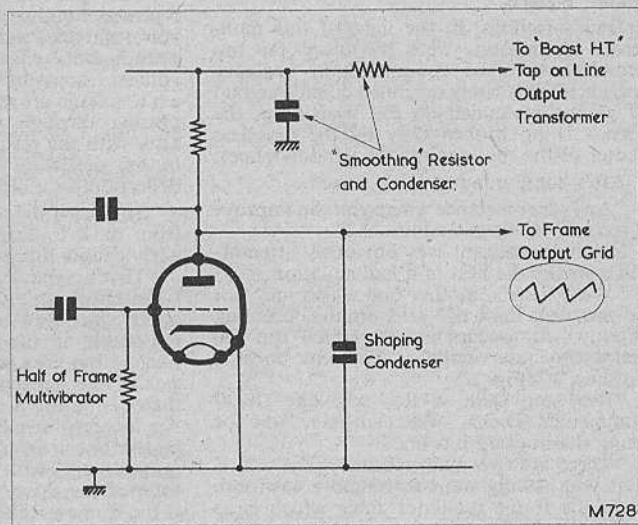 To "Boost H.T."
Tap on Line
Output
Transformer
"Smoothing" Resistor
and Condenser.
To Frame
Output Grid
Shaping
Condenser
Half of Frame
Multivibrator
M728